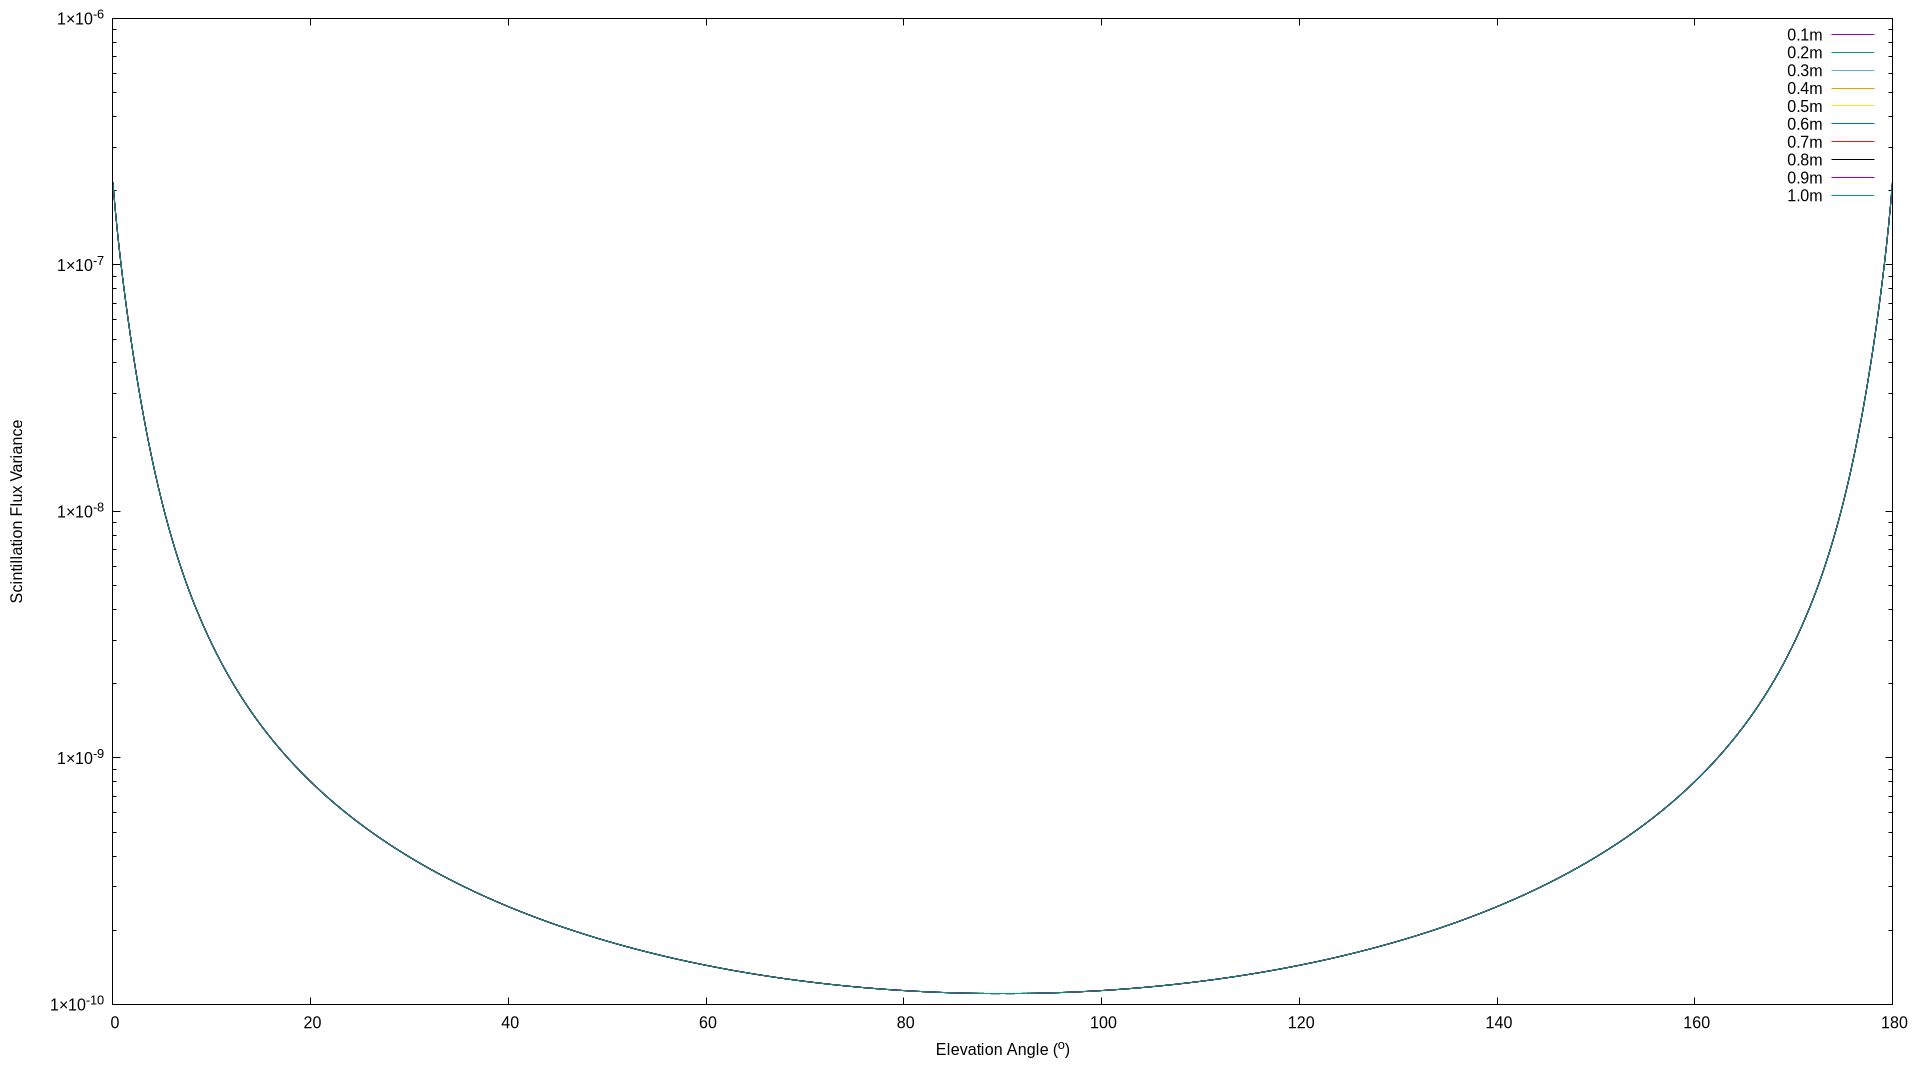 1×10⁻⁶
1×10⁻⁷
1×10⁻⁸
1×10⁻⁹
1×10⁻¹⁰
Scintillation Flux Variance
0.1m
0.2m
0.3m
0.4m
0.5m
0.6m
0.7m
0.8m
0.9m
1.0m
0 20 40 60 80 100 120 140 160 180
Elevation Angle (º)